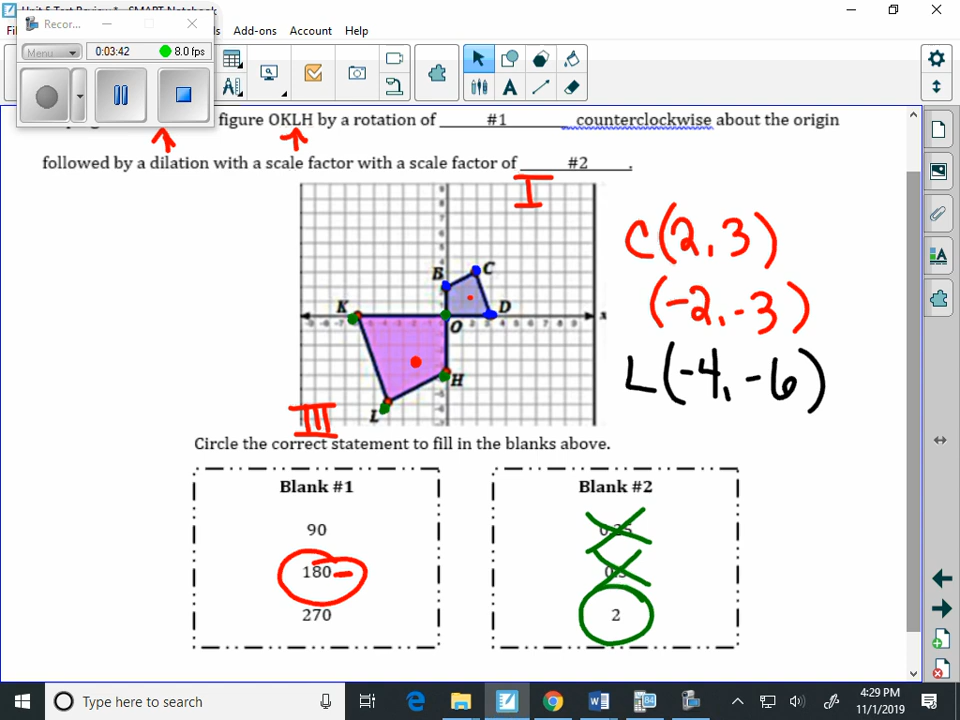 Recor...
Menu
0:03:42
8.0 fps
Add-ons Account Help
figure OKLH by a rotation of #1 counterclockwise about the origin
followed by a dilation with a scale factor with a scale factor of #2 .
I
C(2, 3)
(-2, -3)
L(-4, -6)
B C
K D
O
x
H
L
III
Circle the correct statement to fill in the blanks above.
Blank #1
90
180
270
Blank #2
2
Type here to search
4:29 PM
11/1/2019